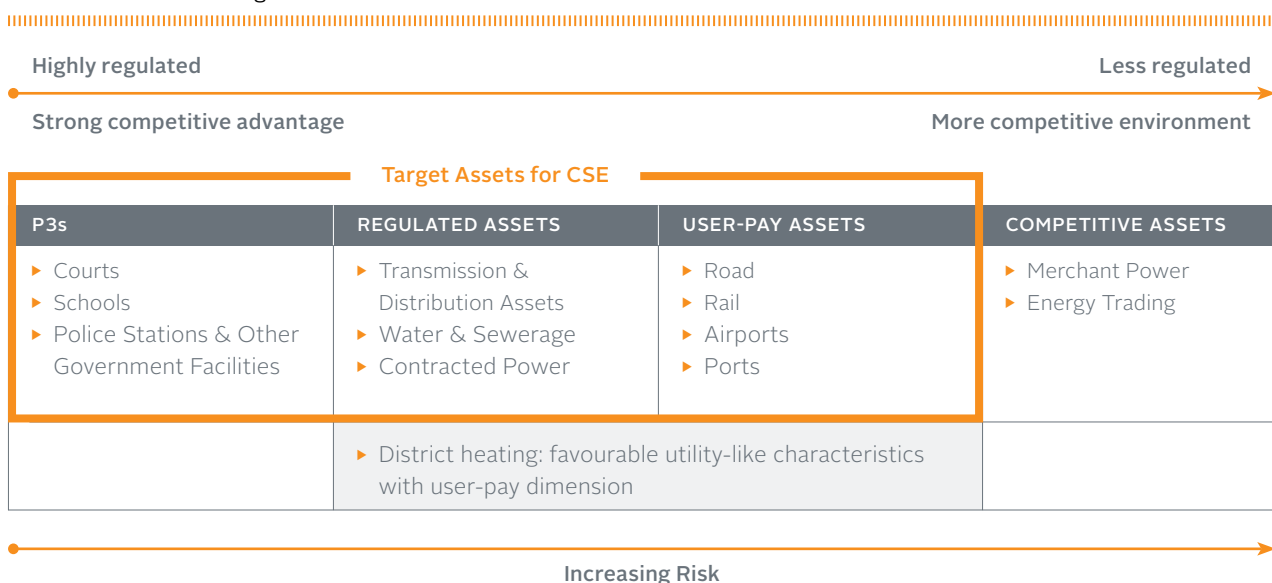 Highly regulated
Less regulated
Strong competitive advantage
More competitive environment
Target Assets for CSE
P3s
REGULATED ASSETS
USER-PAY ASSETS
COMPETITIVE ASSETS
▸ Courts
▸ Schools
▸ Police Stations & Other
Government Facilities
▸ Transmission &
Distribution Assets
▸ Water & Sewerage
▸ Contracted Power
▸ Road
▸ Rail
▸ Airports
▸ Ports
▸ Merchant Power
▸ Energy Trading
▸ District heating: favourable utility-like characteristics
with user-pay dimension
Increasing Risk